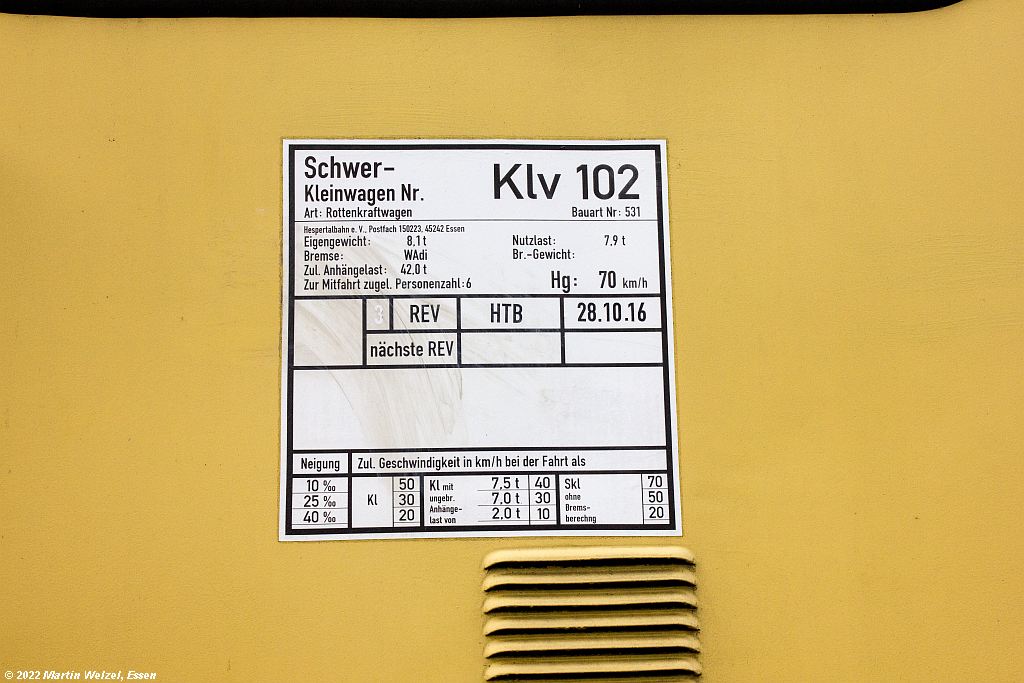 Schwer-
Kleinwagen Nr. Klv 102
Art: Rottenkraftwagen Bauart Nr: 531
Hespertalbahn e. V., Postfach 150223, 45242 Essen
Eigengewicht: 8,1 t Nutzlast: 7,9 t
Bremse: WAdi Br.-Gewicht:
Zul. Anhängelast: 42,0 t
Zur Mitfahrt zugel. Personenzahl: 6 Hg: 70 km/h
3 REV HTB 28.10.16
nächste REV
Neigung Zul. Geschwindigkeit in km/h bei der Fahrt als
10 ‰ 50 Kl mit 7,5 t 40 Skl 70
25 ‰ Kl 30 ungebr. 7,0 t 30 ohne 50
40 ‰ 20 Anhänge- 2,0 t 10 Brems- 20
last von berechng
© 2022 Martin Welzel, Essen